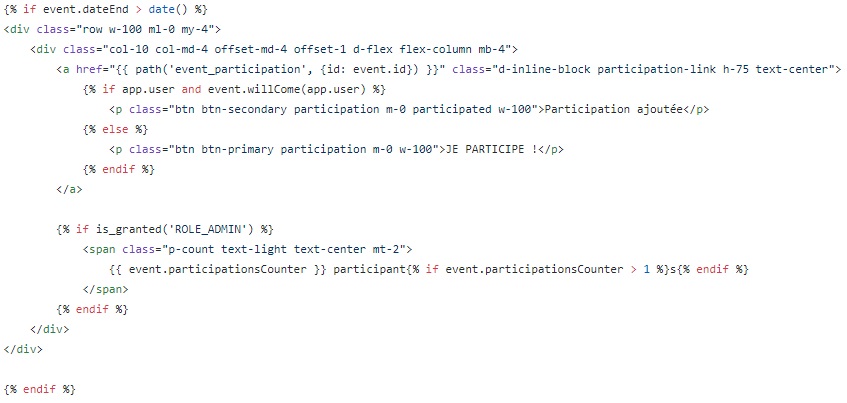 {% if event.dateEnd > date() %}
<div class="row w-100 ml-0 my-4">
    <div class="col-10 col-md-4 offset-md-4 offset-1 d-flex flex-column mb-4">
        <a href="{{ path('event_participation', {id: event.id}) }}" class="d-inline-block participation-link h-75 text-center">
            {% if app.user and event.willCome(app.user) %}
                <p class="btn btn-secondary participation m-0 participated w-100">Participation ajoutée</p>
            {% else %}
                <p class="btn btn-primary participation m-0 w-100">JE PARTICIPE !</p>
            {% endif %}
        </a>

        {% if is_granted('ROLE_ADMIN') %}
            <span class="p-count text-light text-center mt-2">
                {{ event.participationsCounter }} participant{% if event.participationsCounter > 1 %}s{% endif %}
            </span>
        {% endif %}
    </div>
</div>

{% endif %}